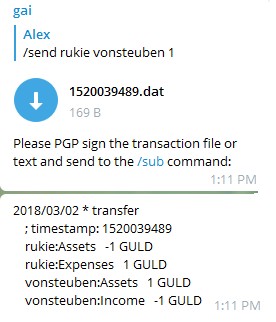 gai
Alex
/send rukie vonsteuben 1
1520039489.dat
169 B
Please PGP sign the transaction file or
text and send to the /sub command:
1:11 PM
2018/03/02 * transfer
; timestamp: 1520039489
rukie:Assets -1 GULD
rukie:Expenses 1 GULD
vonsteuben:Assets 1 GULD
vonsteuben:Income -1 GULD 1:11 PM